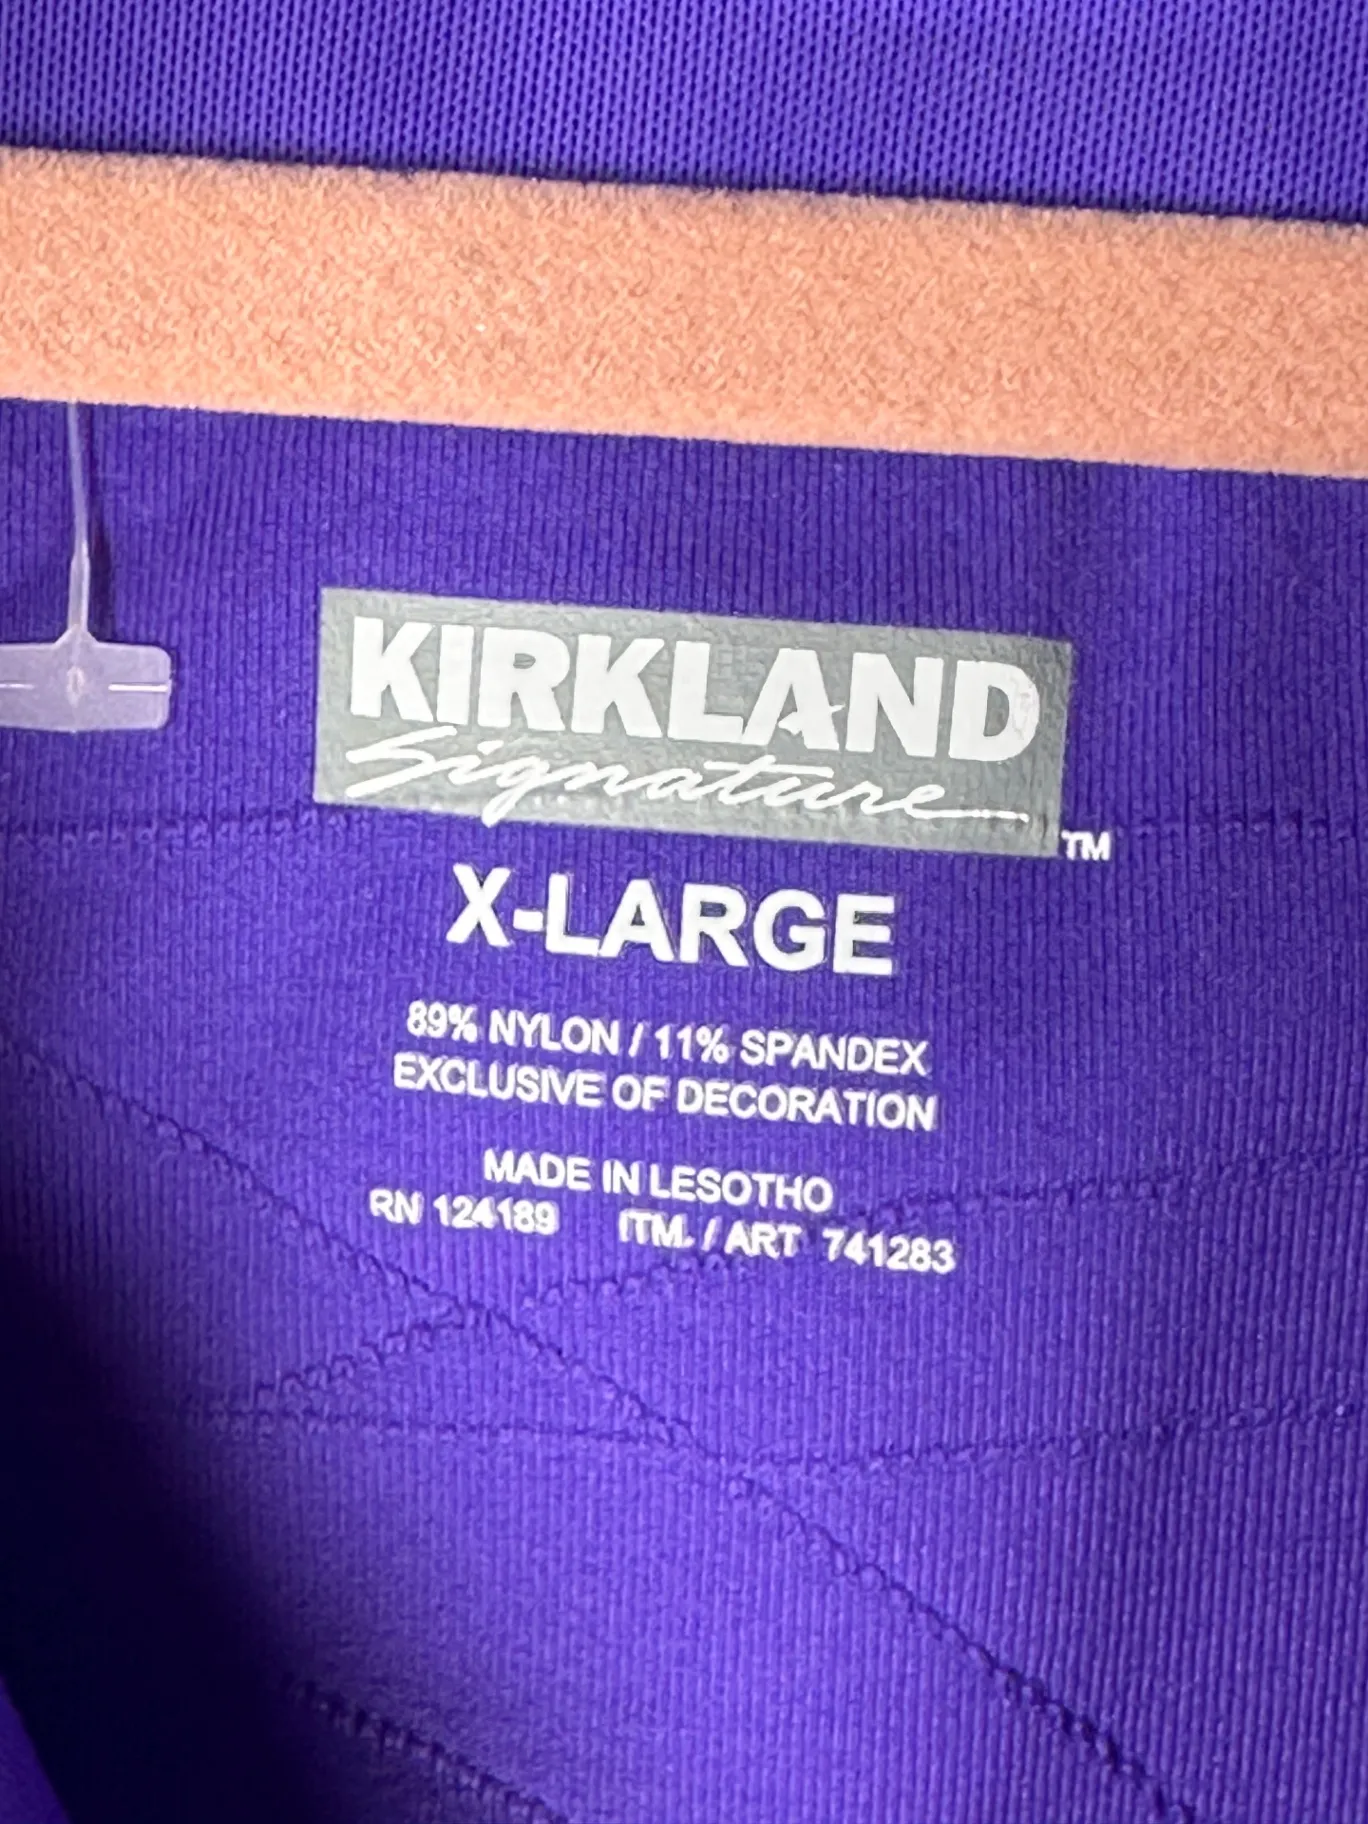 KIRKLAND
Signature TM
X-LARGE
89% NYLON / 11% SPANDEX
EXCLUSIVE OF DECORATION
MADE IN LESOTHO
RN 124189 ITM. / ART 741283